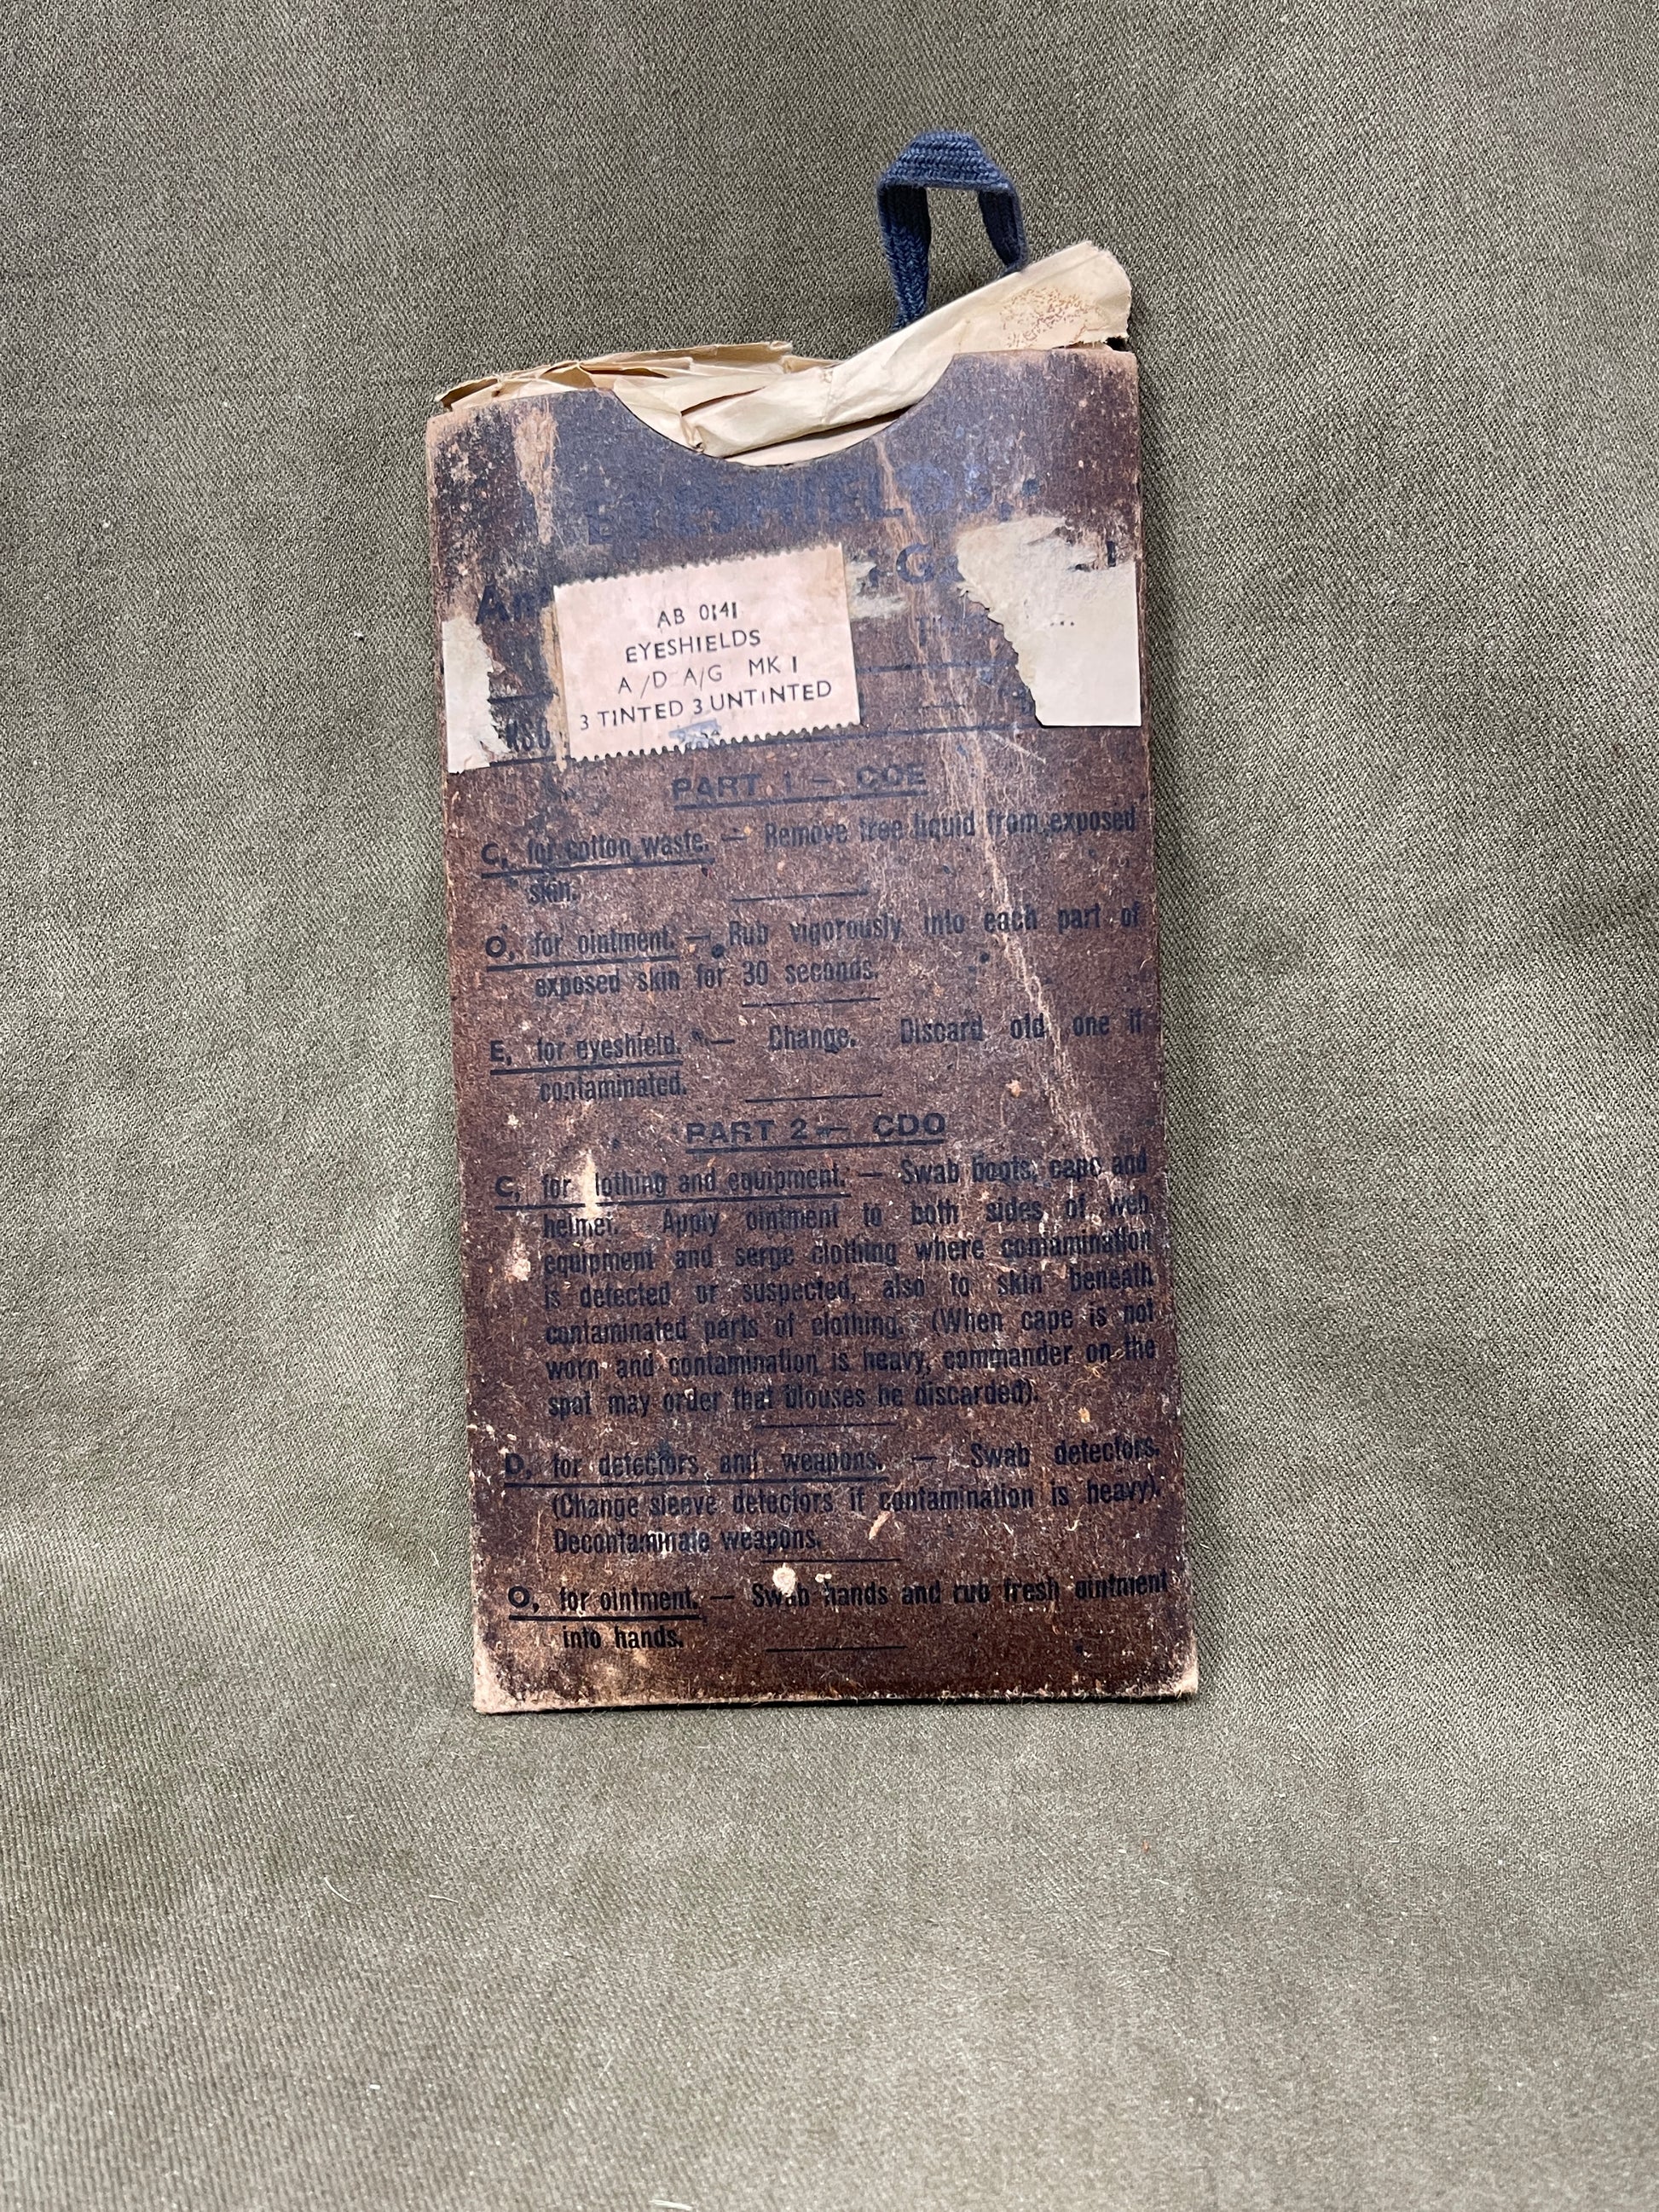 EYESHIELDS,
AB 0141
EYESHIELDS
A/D A/G MK 1
3 TINTED 3 UNTINTED
PART 1 — COE
C, for cotton waste. — Remove free liquid from exposed
skin.
O, for ointment. — Rub vigorously into each part of
exposed skin for 30 seconds.
E, for eyeshield. — Change. Discard old one if
contaminated.
PART 2 — CDO
C, for lothing and equipment. — Swab boots, cape and
helmet. Apply ointment to both sides of web
equipment and serge clothing where contamination
is detected or suspected, also to skin beneath
contaminated parts of clothing. (When cape is not
worn and contamination is heavy, commander on the
spot may order that blouses be discarded).
D, for detectors and weapons. — Swab detectors.
(Change sleeve detectors if contamination is heavy).
Decontaminate weapons.
O, for ointment. — Swab hands and rub fresh ointment
into hands.